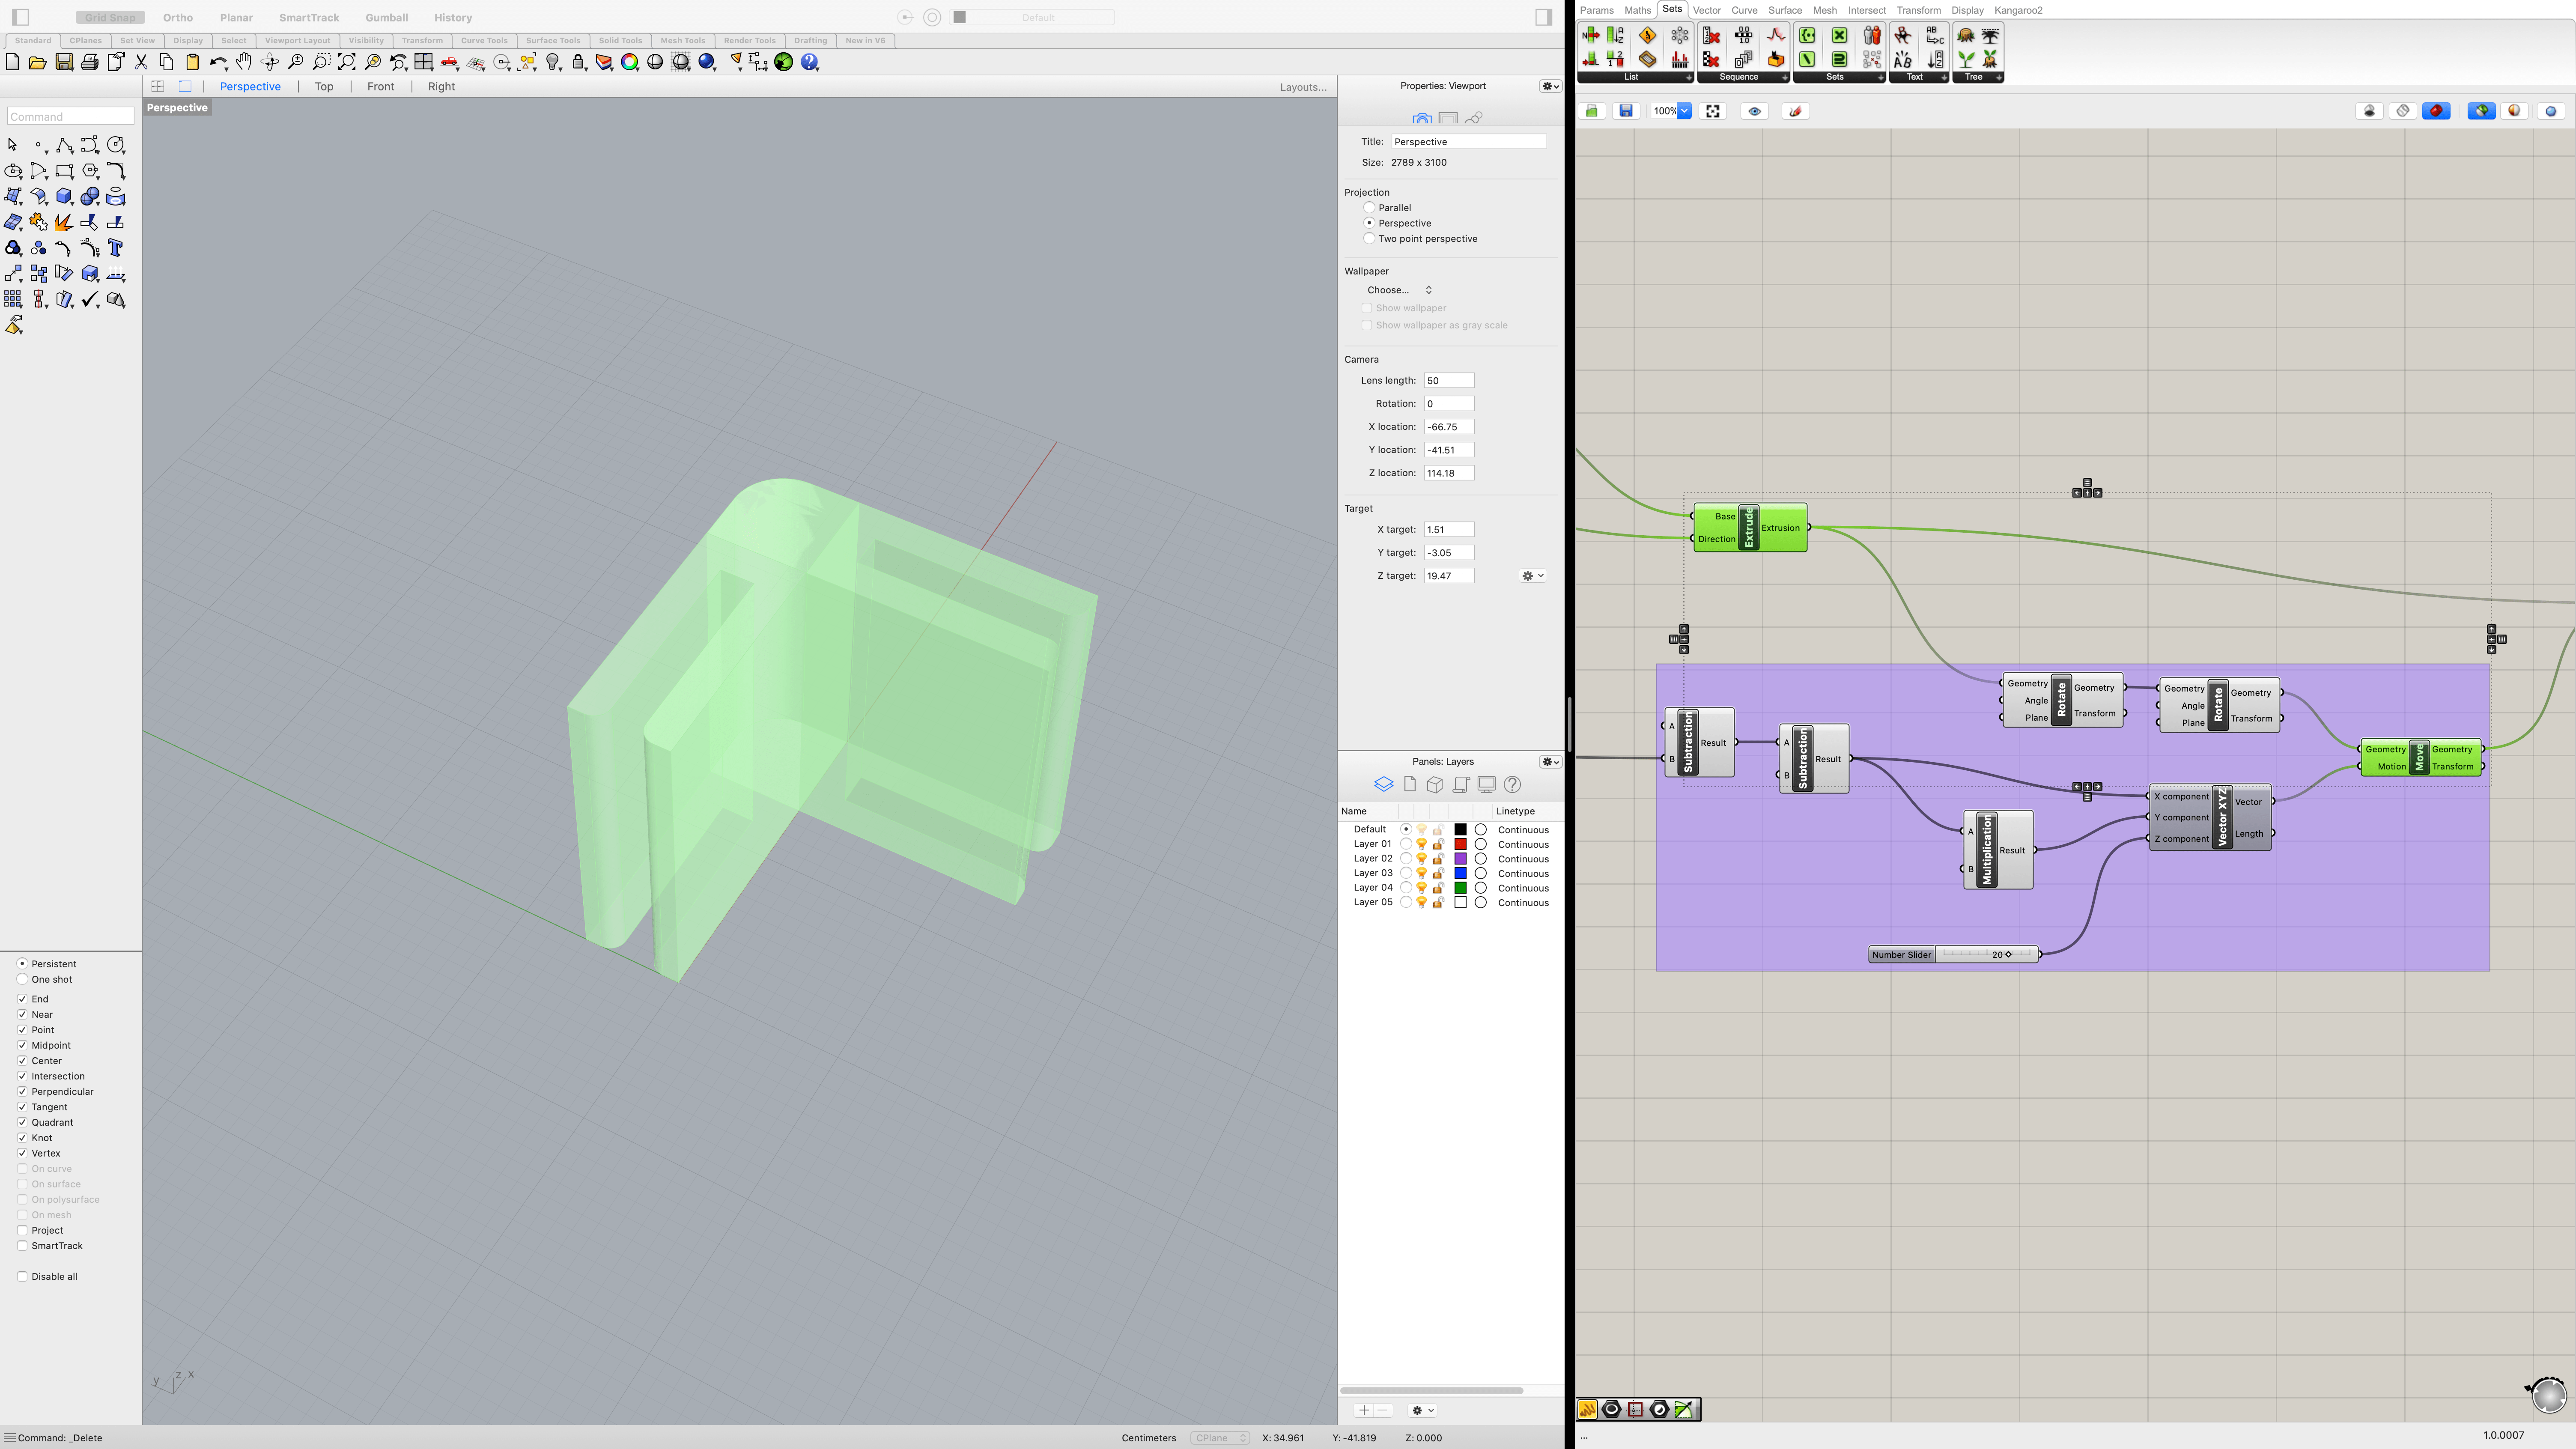 Grid Snap Ortho Planar SmartTrack Gumball History Default
Standard CPlanes Set View Display Select Viewport Layout Visibility Transform Curve Tools Surface Tools Solid Tools Mesh Tools Render Tools Drafting New in V6
Perspective | Top | Front | Right Layouts...
Perspective
Command
Persistent
One shot
End
Near
Point
Midpoint
Center
Intersection
Perpendicular
Tangent
Quadrant
Knot
Vertex
On curve
On surface
On polysurface
On mesh
Project
SmartTrack
Disable all
y z x
Command: _Delete
Centimeters CPlane X: 34.961 Y: -41.819 Z: 0.000
Properties: Viewport
Title: Perspective
Size: 2789 x 3100
Projection
Parallel
Perspective
Two point perspective
Wallpaper
Choose...
Show wallpaper
Show wallpaper as gray scale
Camera
Lens length: 50
Rotation: 0
X location: -66.75
Y location: -41.51
Z location: 114.18
Target
X target: 1.51
Y target: -3.05
Z target: 19.47
Panels: Layers
Name Linetype
Default Continuous
Layer 01 Continuous
Layer 02 Continuous
Layer 03 Continuous
Layer 04 Continuous
Layer 05 Continuous
Params Maths Sets Vector Curve Surface Mesh Intersect Transform Display Kangaroo2
List Sequence Sets Text Tree
100%
Base
Direction
Extrude
Extrusion
Geometry
Angle
Plane
Rotate
Geometry
Transform
Geometry
Angle
Plane
Rotate
Geometry
Transform
A
B
Subtraction
Result
A
B
Subtraction
Result
Geometry
Motion
Move
Geometry
Transform
X component
Y component
Z component
Vector XYZ
Vector
Length
A
B
Multiplication
Result
Number Slider 20
...
1.0.0007